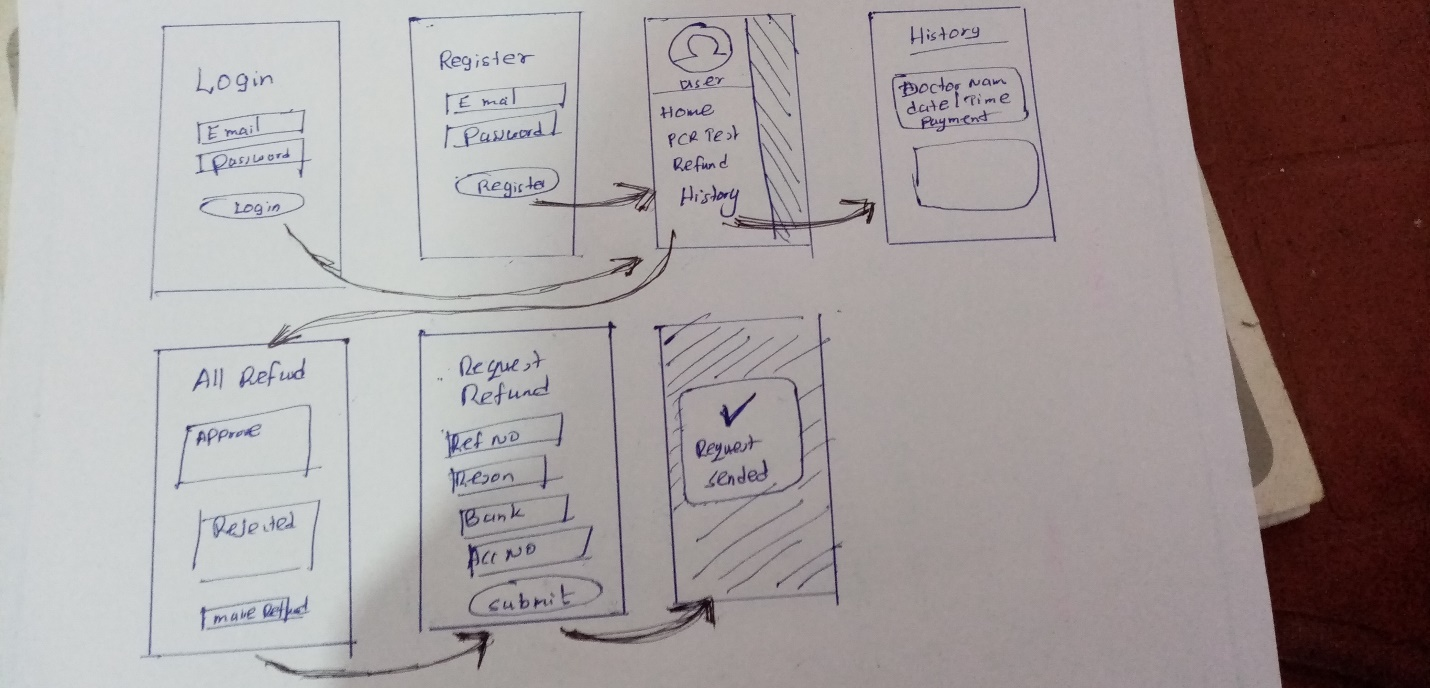 Login
Email
Password
Login
Register
Email
Password
Register
user
Home
PCR Test
Refund
History
History
Doctor Nam
date | Time
Payment
All Refud
Approve
Rejected
make Refund
Request
Refund
Ref NO
Reson
Bank
Acc NO
submit
Request
sended